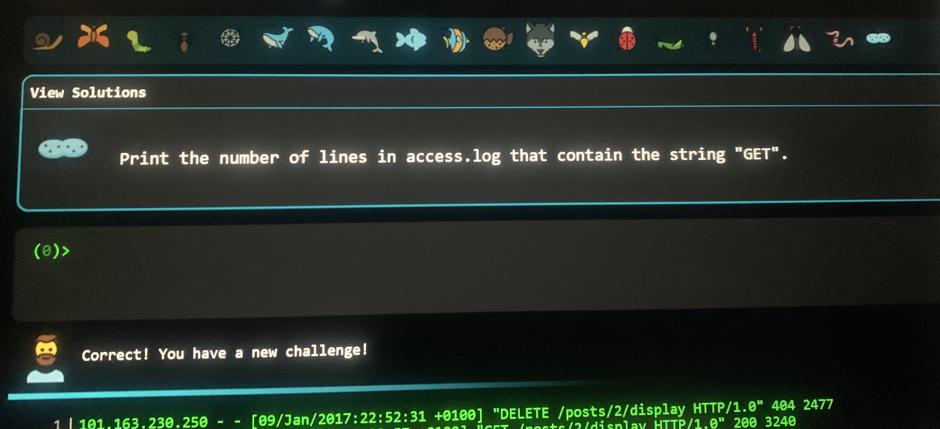 View Solutions
Print the number of lines in access.log that contain the string "GET".
(0)>
Correct! You have a new challenge!
1| 101.163.230.250 - - [09/Jan/2017:22:52:31 +0100] "DELETE /posts/2/display HTTP/1.0" 404 2477
"GET /posts/2/display HTTP/1.0" 200 3240